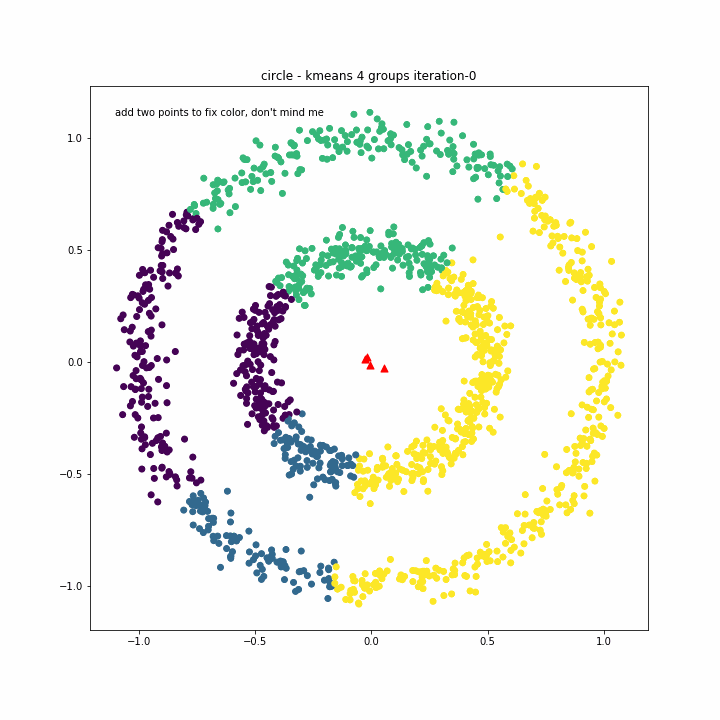 circle - kmeans 4 groups iteration-0
add two points to fix color, don't mind me
1.0
0.5
0.0
−0.5
−1.0
−1.0 −0.5 0.0 0.5 1.0